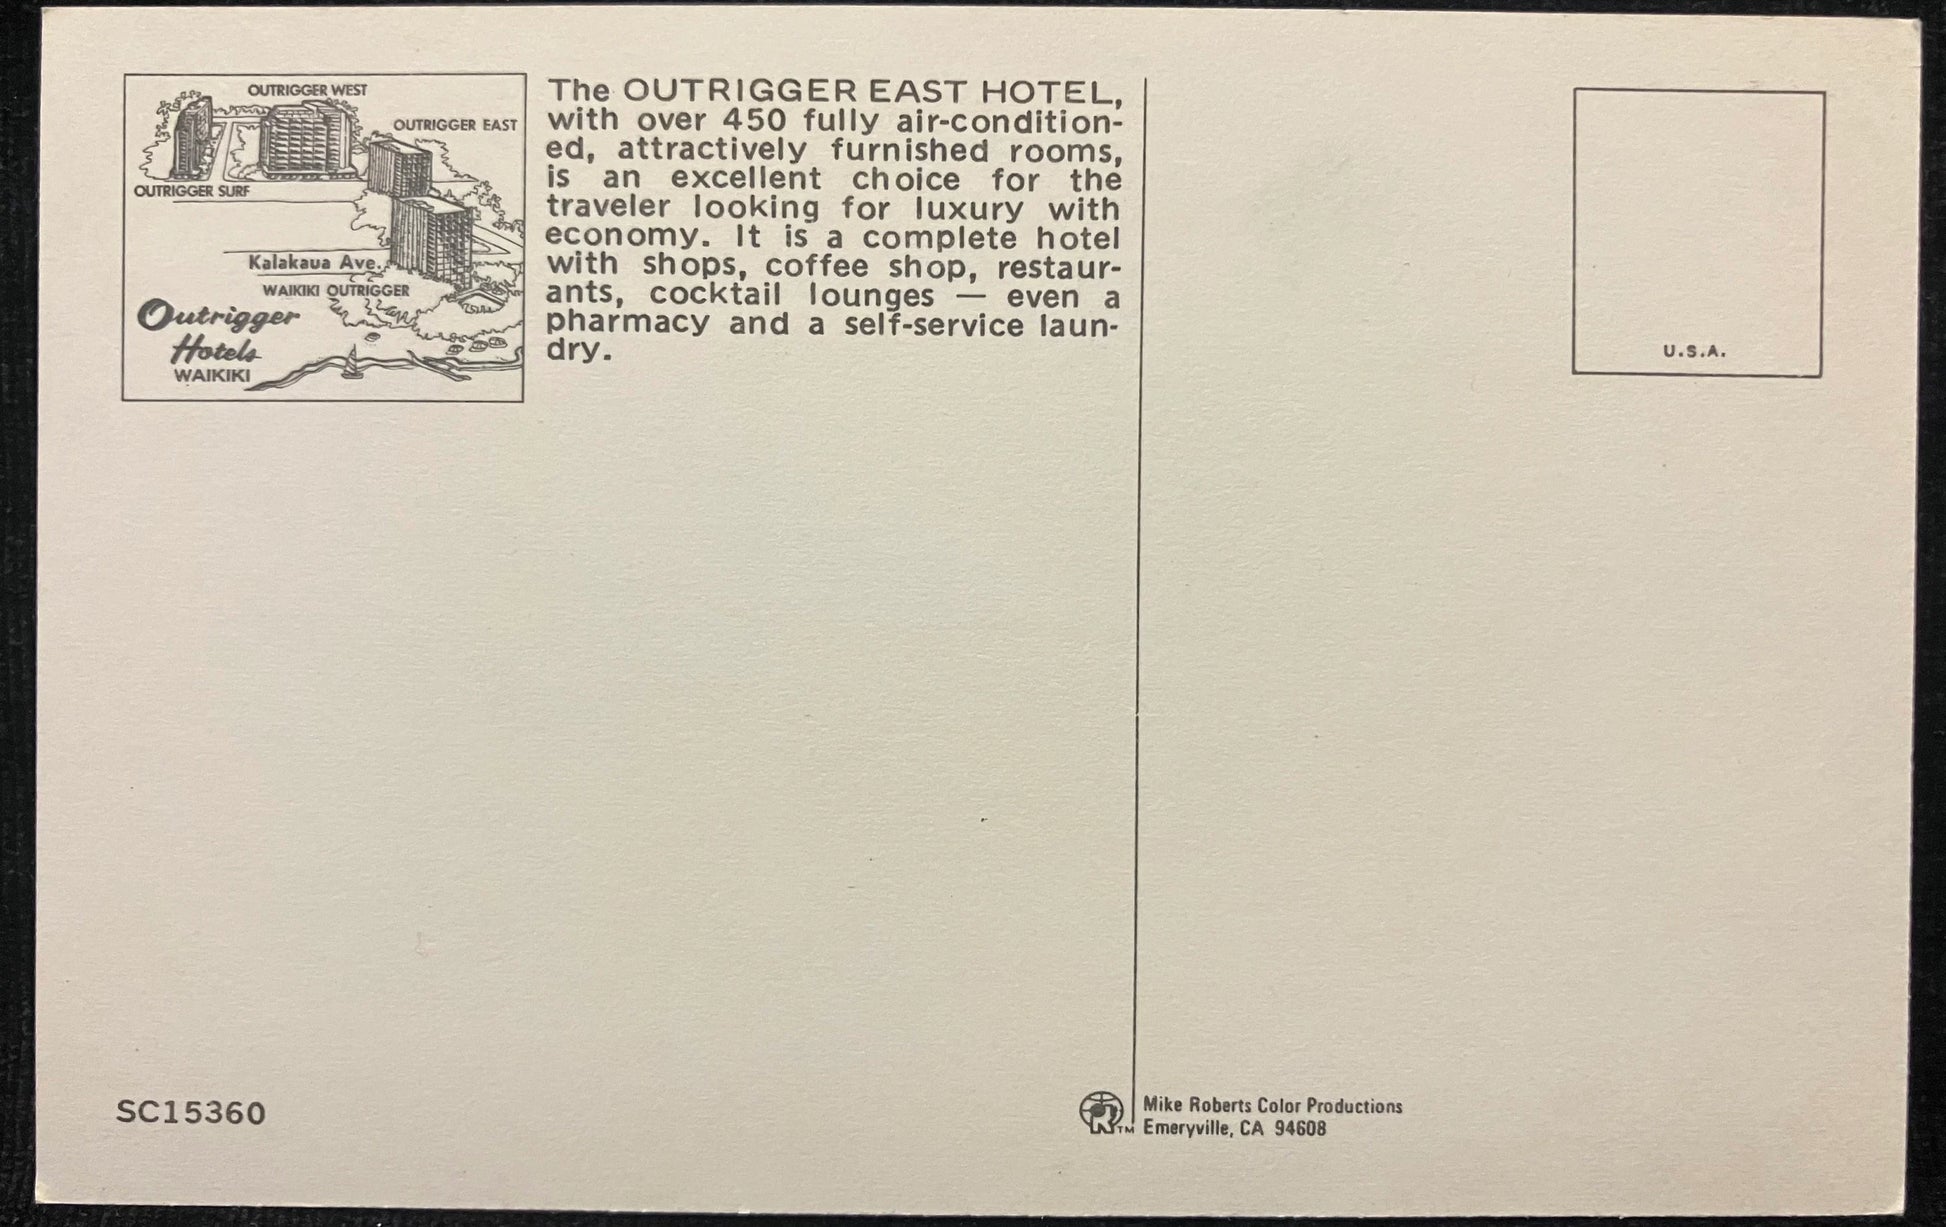 OUTRIGGER WEST
OUTRIGGER EAST
OUTRIGGER SURF
Kalakaua Ave.
WAIKIKI OUTRIGGER
Outrigger
Hotels
WAIKIKI
The OUTRIGGER EAST HOTEL,
with over 450 fully air-condition-
ed, attractively furnished rooms,
is an excellent choice for the
traveler looking for luxury with
economy. It is a complete hotel
with shops, coffee shop, restaur-
ants, cocktail lounges — even a
pharmacy and a self-service laun-
dry.
U.S.A.
SC15360
TM
Mike Roberts Color Productions
Emeryville, CA 94608